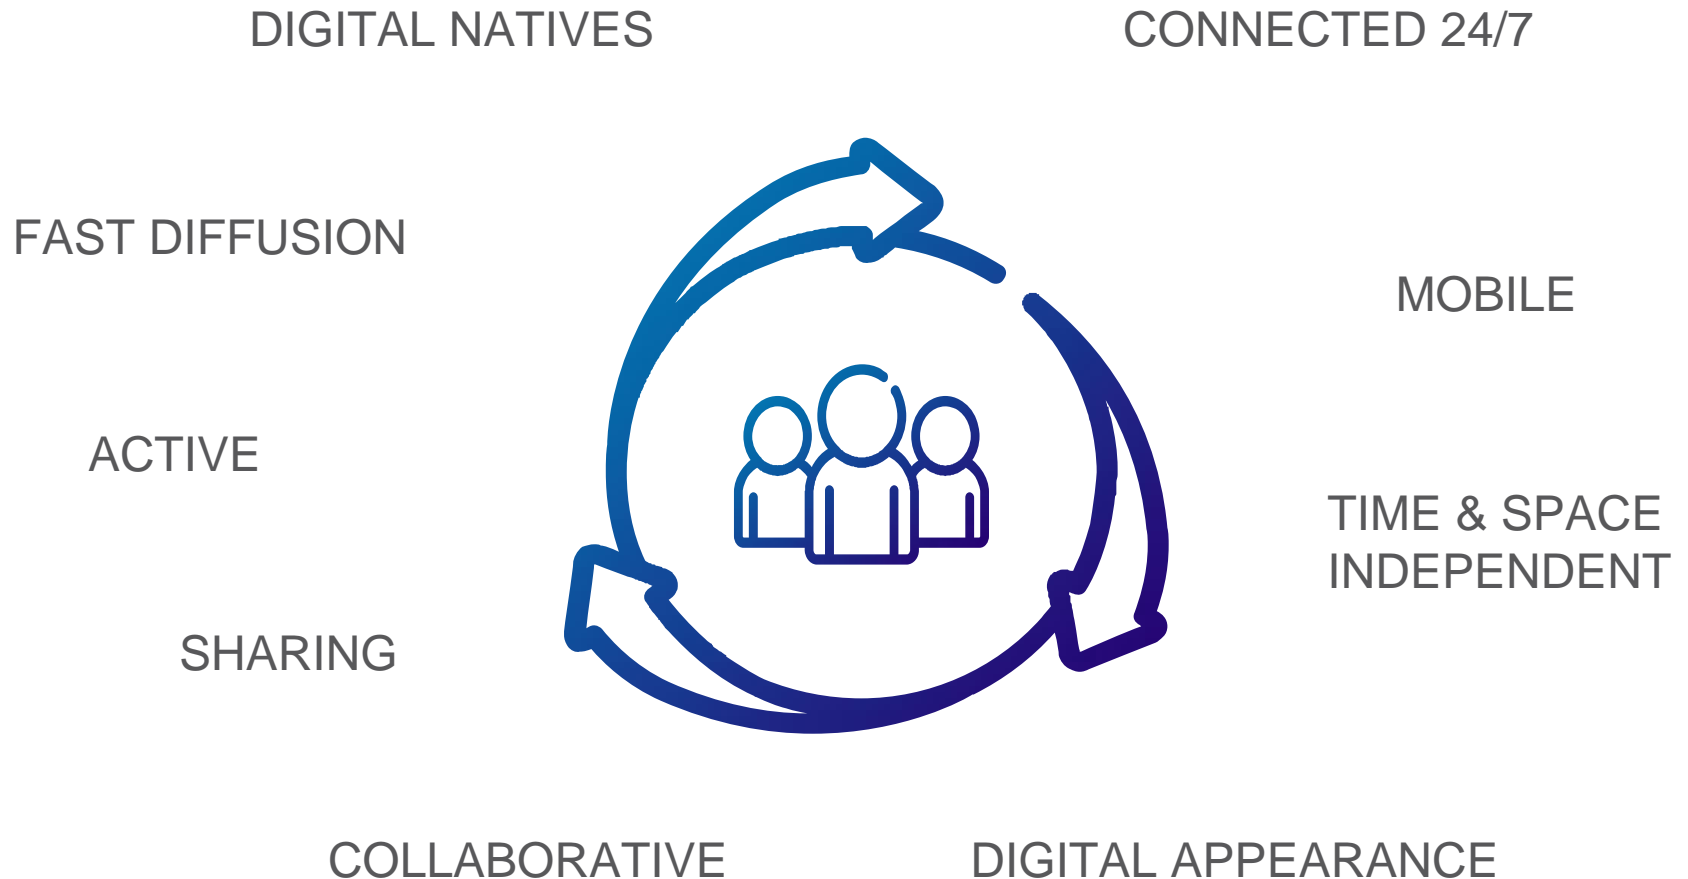 DIGITAL NATIVES
CONNECTED 24/7
FAST DIFFUSION
MOBILE
ACTIVE
TIME & SPACE
INDEPENDENT
SHARING
COLLABORATIVE
DIGITAL APPEARANCE